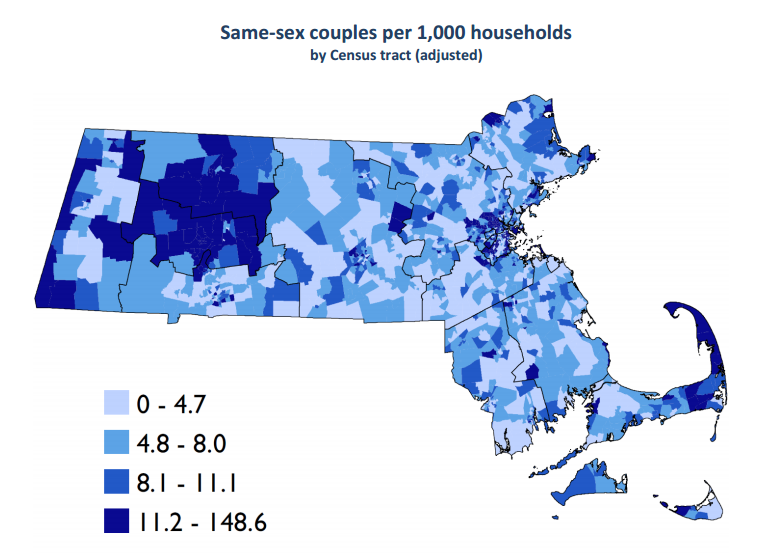 Same-sex couples per 1,000 households
by Census tract (adjusted)
0 - 4.7
4.8 - 8.0
8.1 - 11.1
11.2 - 148.6